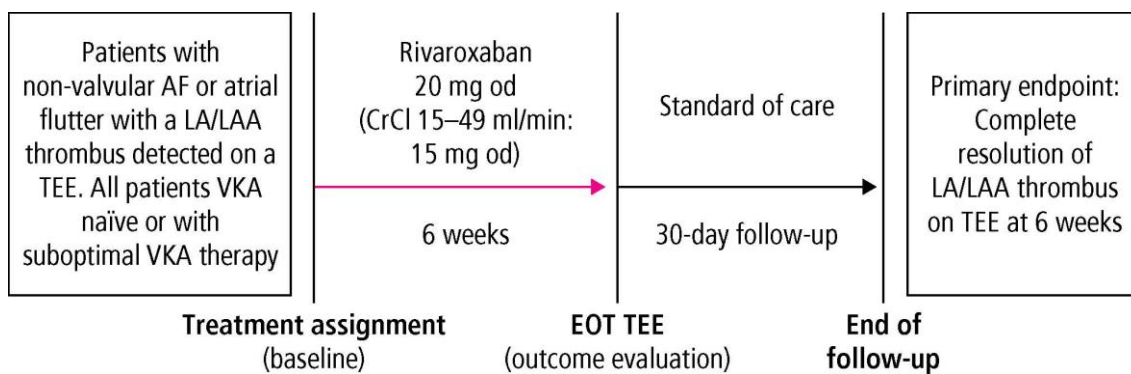 Patients with
non-valvular AF or atrial
flutter with a LA/LAA
thrombus detected on a
TEE. All patients VKA
naïve or with
suboptimal VKA therapy
Rivaroxaban
20 mg od
(CrCl 15–49 ml/min:
15 mg od)
6 weeks
Standard of care
30-day follow-up
Primary endpoint:
Complete
resolution of
LA/LAA thrombus
on TEE at 6 weeks
Treatment assignment
(baseline)
EOT TEE
(outcome evaluation)
End of
follow-up